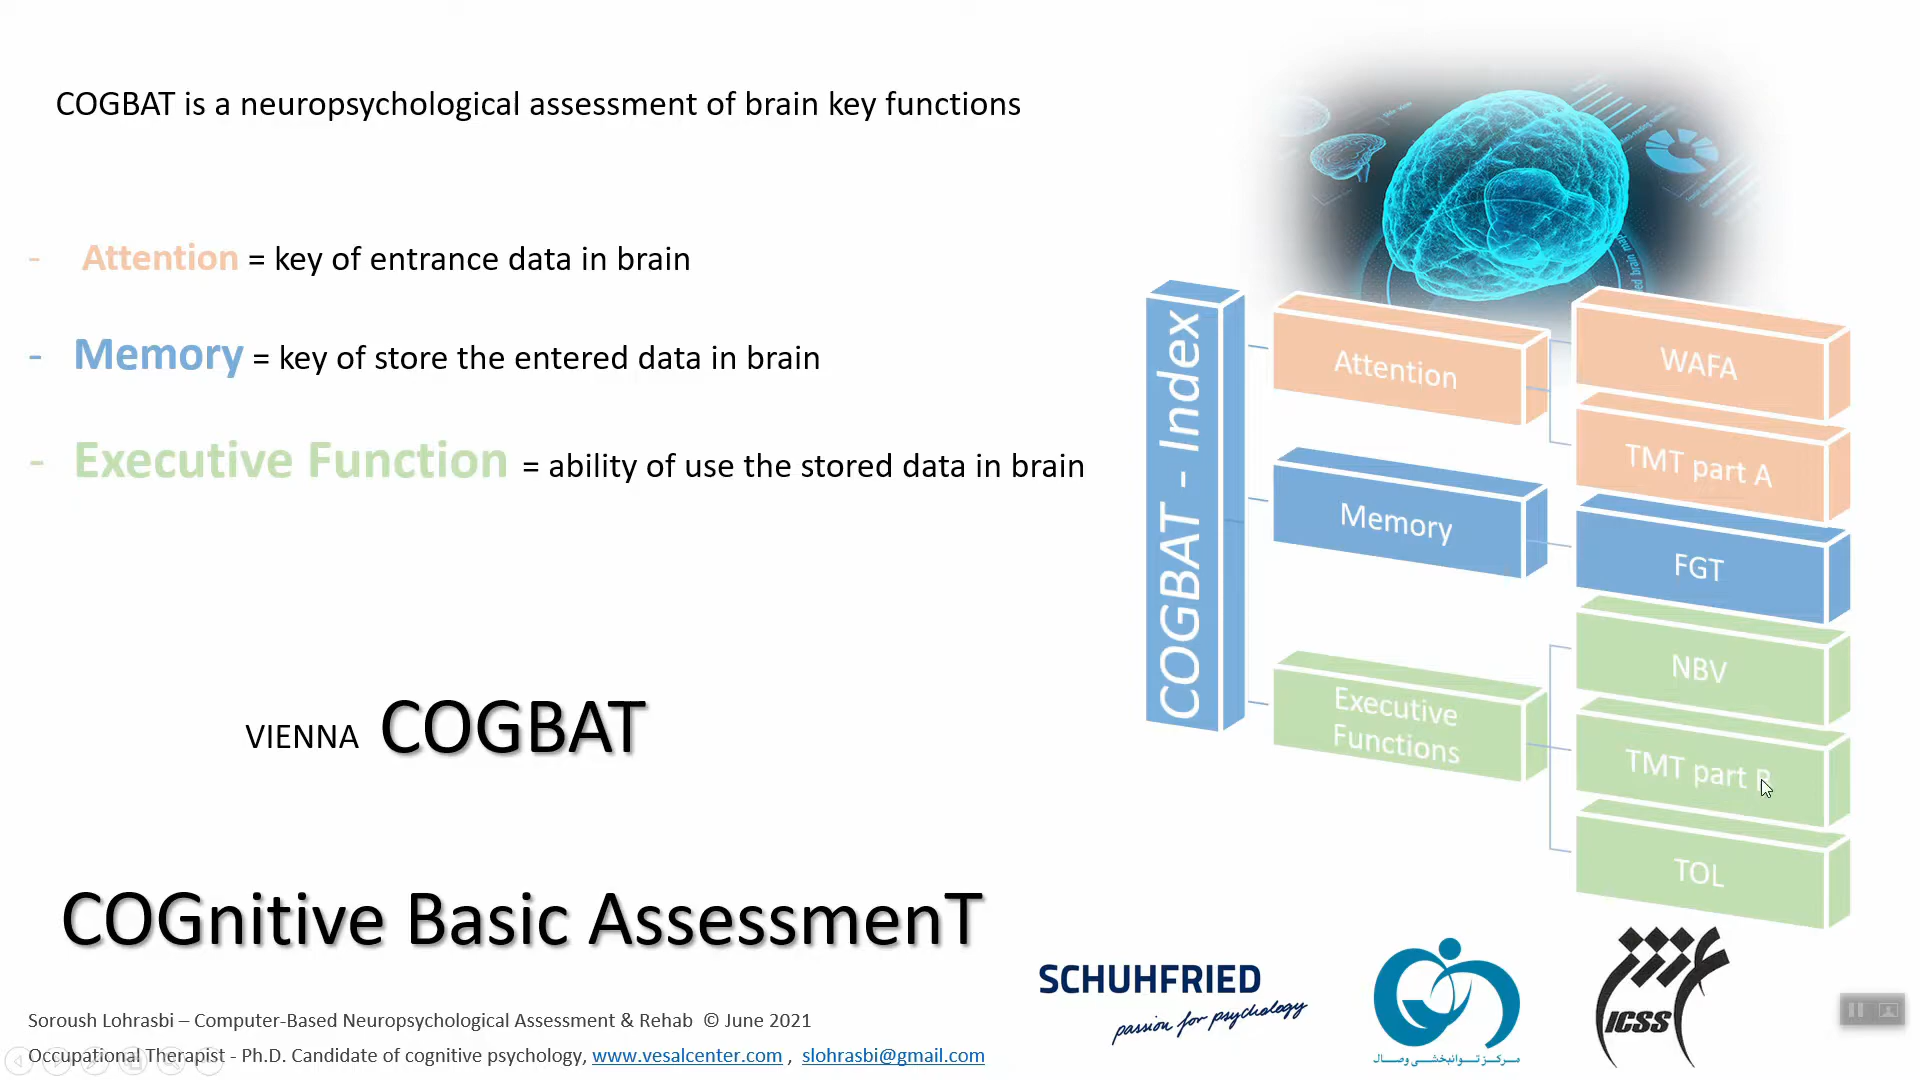 COGBAT is a neuropsychological assessment of brain key functions
- Attention = key of entrance data in brain
- Memory = key of store the entered data in brain
- Executive Function = ability of use the stored data in brain
VIENNA COGBAT
COGnitive Basic AssessmenT
COGBAT - Index
Attention
WAFA
TMT part A
Memory
FGT
Executive
Functions
NBV
TMT part B
TOL
SCHUHFRIED
passion for psychology
مرکز توانبخشی وصال
ICSS
Soroush Lohrasbi – Computer-Based Neuropsychological Assessment & Rehab © June 2021
Occupational Therapist - Ph.D. Candidate of cognitive psychology, www.vesalcenter.com , slohrasbi@gmail.com